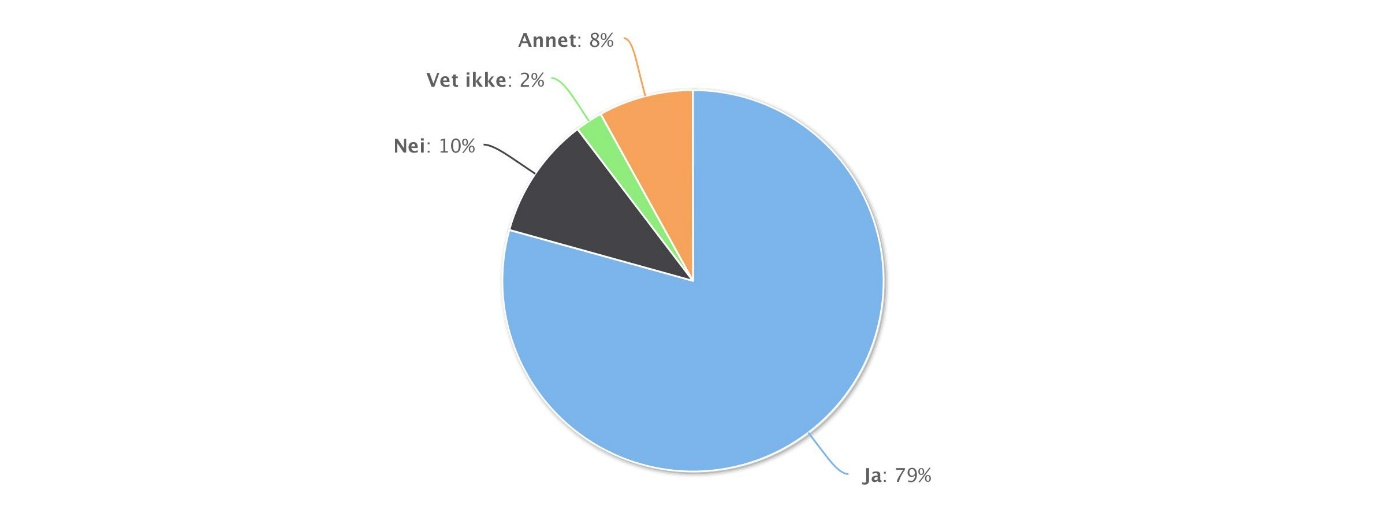 Annet: 8%
Vet ikke: 2%
Nei: 10%
Ja: 79%